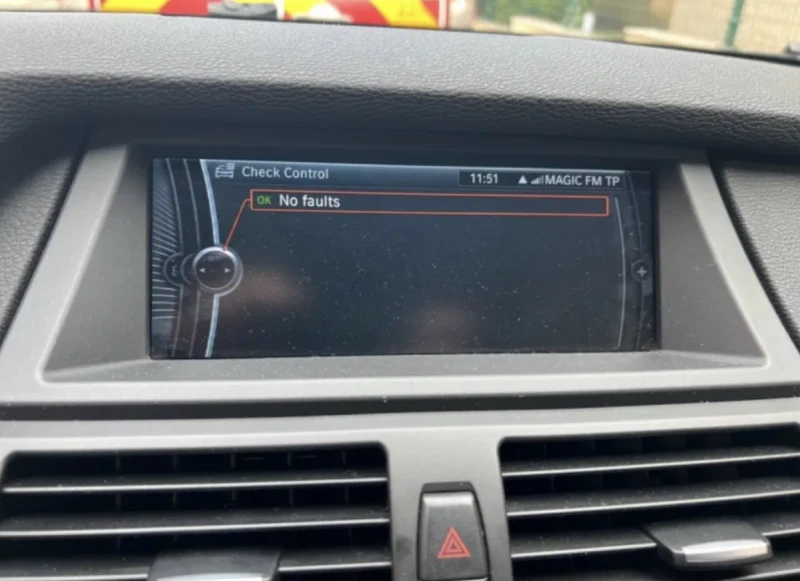 Check Control
11:51 MAGIC FM TP
OK No faults